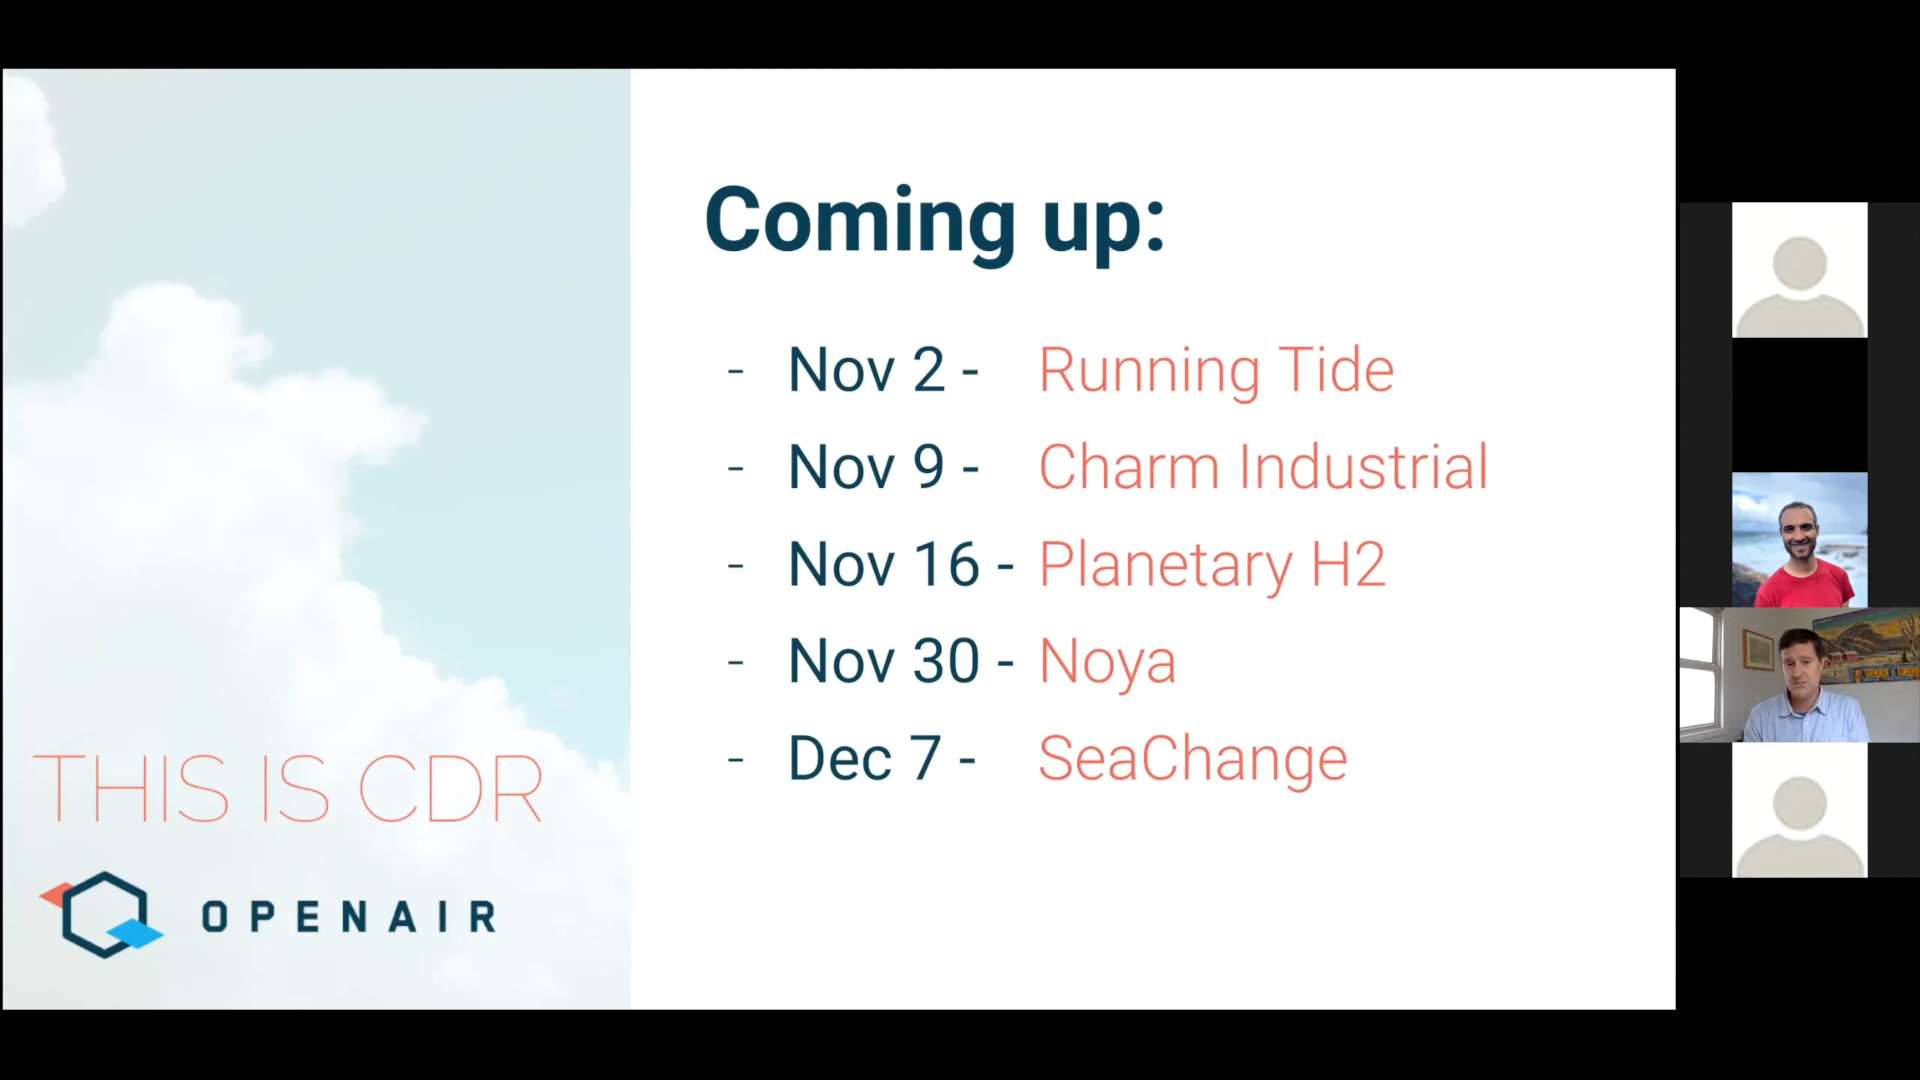 Coming up:
- Nov 2 - Running Tide
- Nov 9 - Charm Industrial
- Nov 16 - Planetary H2
- Nov 30 - Noya
- Dec 7 - SeaChange
THIS IS CDR
OPENAIR